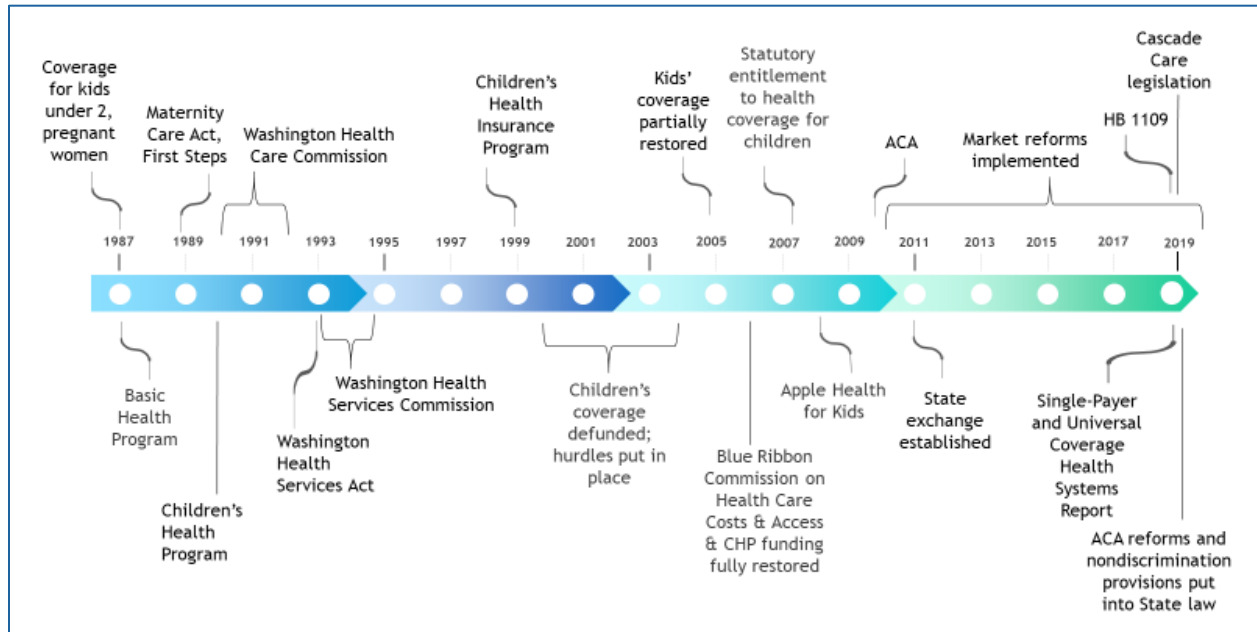 Coverage
for kids
under 2,
pregnant
women
Maternity
Care Act,
First Steps
Washington Health
Care Commission
Children’s
Health
Insurance
Program
Kids’
coverage
partially
restored
Statutory
entitlement
to health
coverage for
children
ACA
Market reforms
implemented
HB 1109
Cascade
Care
legislation
1987
1989
1991
1993
1995
1997
1999
2001
2003
2005
2007
2009
2011
2013
2015
2017
2019
Basic
Health
Program
Children’s
Health
Program
Washington
Health
Services Act
Washington Health
Services Commission
Children’s
coverage
defunded;
hurdles put in
place
Blue Ribbon
Commission on
Health Care
Costs & Access
& CHP funding
fully restored
Apple Health
for Kids
State
exchange
established
Single-Payer
and Universal
Coverage
Health
Systems
Report
ACA reforms and
nondiscrimination
provisions put
into State law